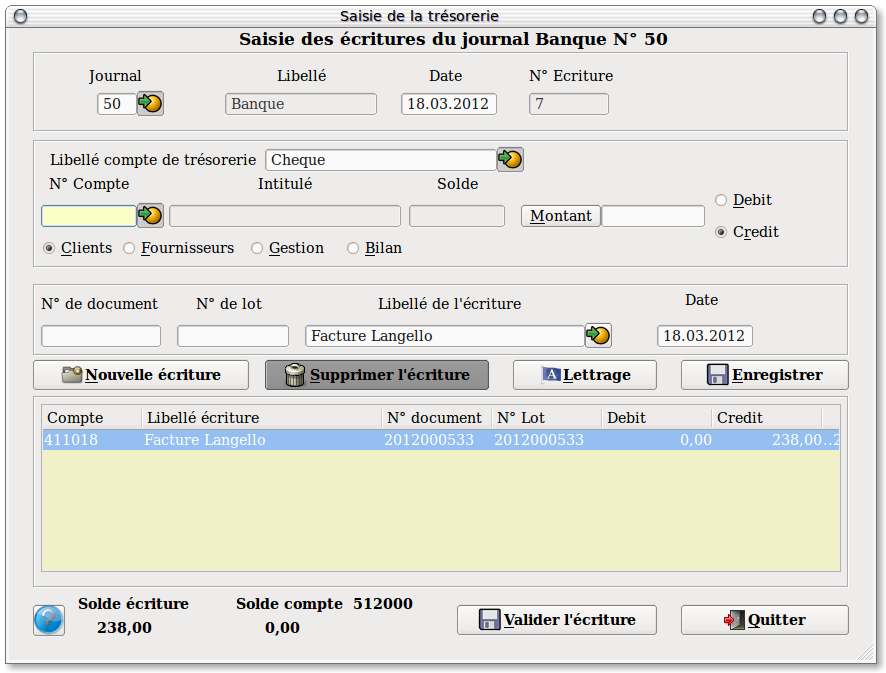 Saisie de la trésorerie
Saisie des écritures du journal Banque N° 50
Journal Libellé Date N° Ecriture
50 Banque 18.03.2012 7
Libellé compte de trésorerie Cheque
N° Compte Intitulé Solde
Debit
Montant
Credit
Clients Fournisseurs Gestion Bilan
N° de document N° de lot Libellé de l'écriture Date
Facture Langello 18.03.2012
Nouvelle écriture Supprimer l'écriture A Lettrage Enregistrer
Compte Libellé écriture N° document N° Lot Debit Credit
411018 Facture Langello 2012000533 2012000533 0,00 238,00..2
Solde écriture Solde compte 512000
238,00 0,00
? Valider l'écriture Quitter